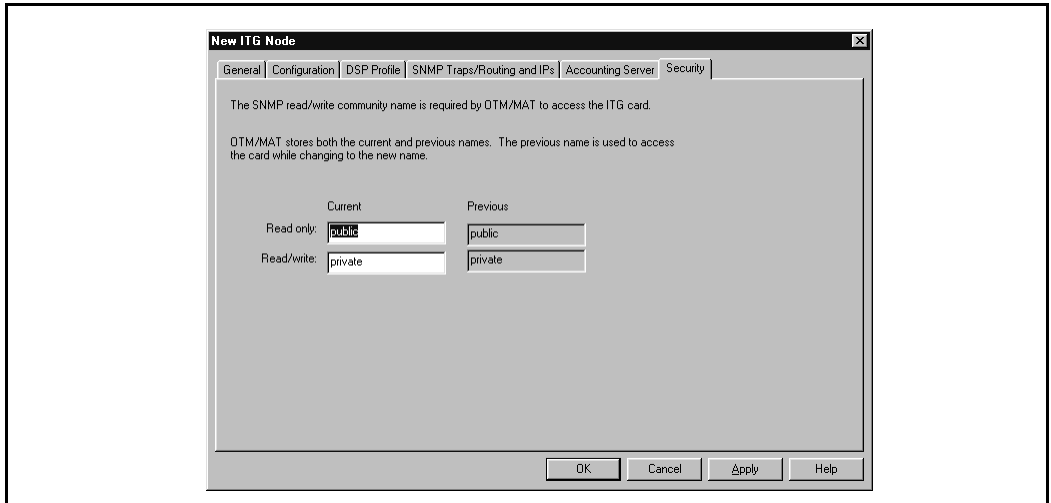 New ITG Node
General Configuration DSP Profile SNMP Traps/Routing and IPs Accounting Server Security
The SNMP read/write community name is required by OTM/MAT to access the ITG card.
OTM/MAT stores both the current and previous names. The previous name is used to access
the card while changing to the new name.
Current Previous
Read only: public public
Read/write: private private
OK Cancel Apply Help